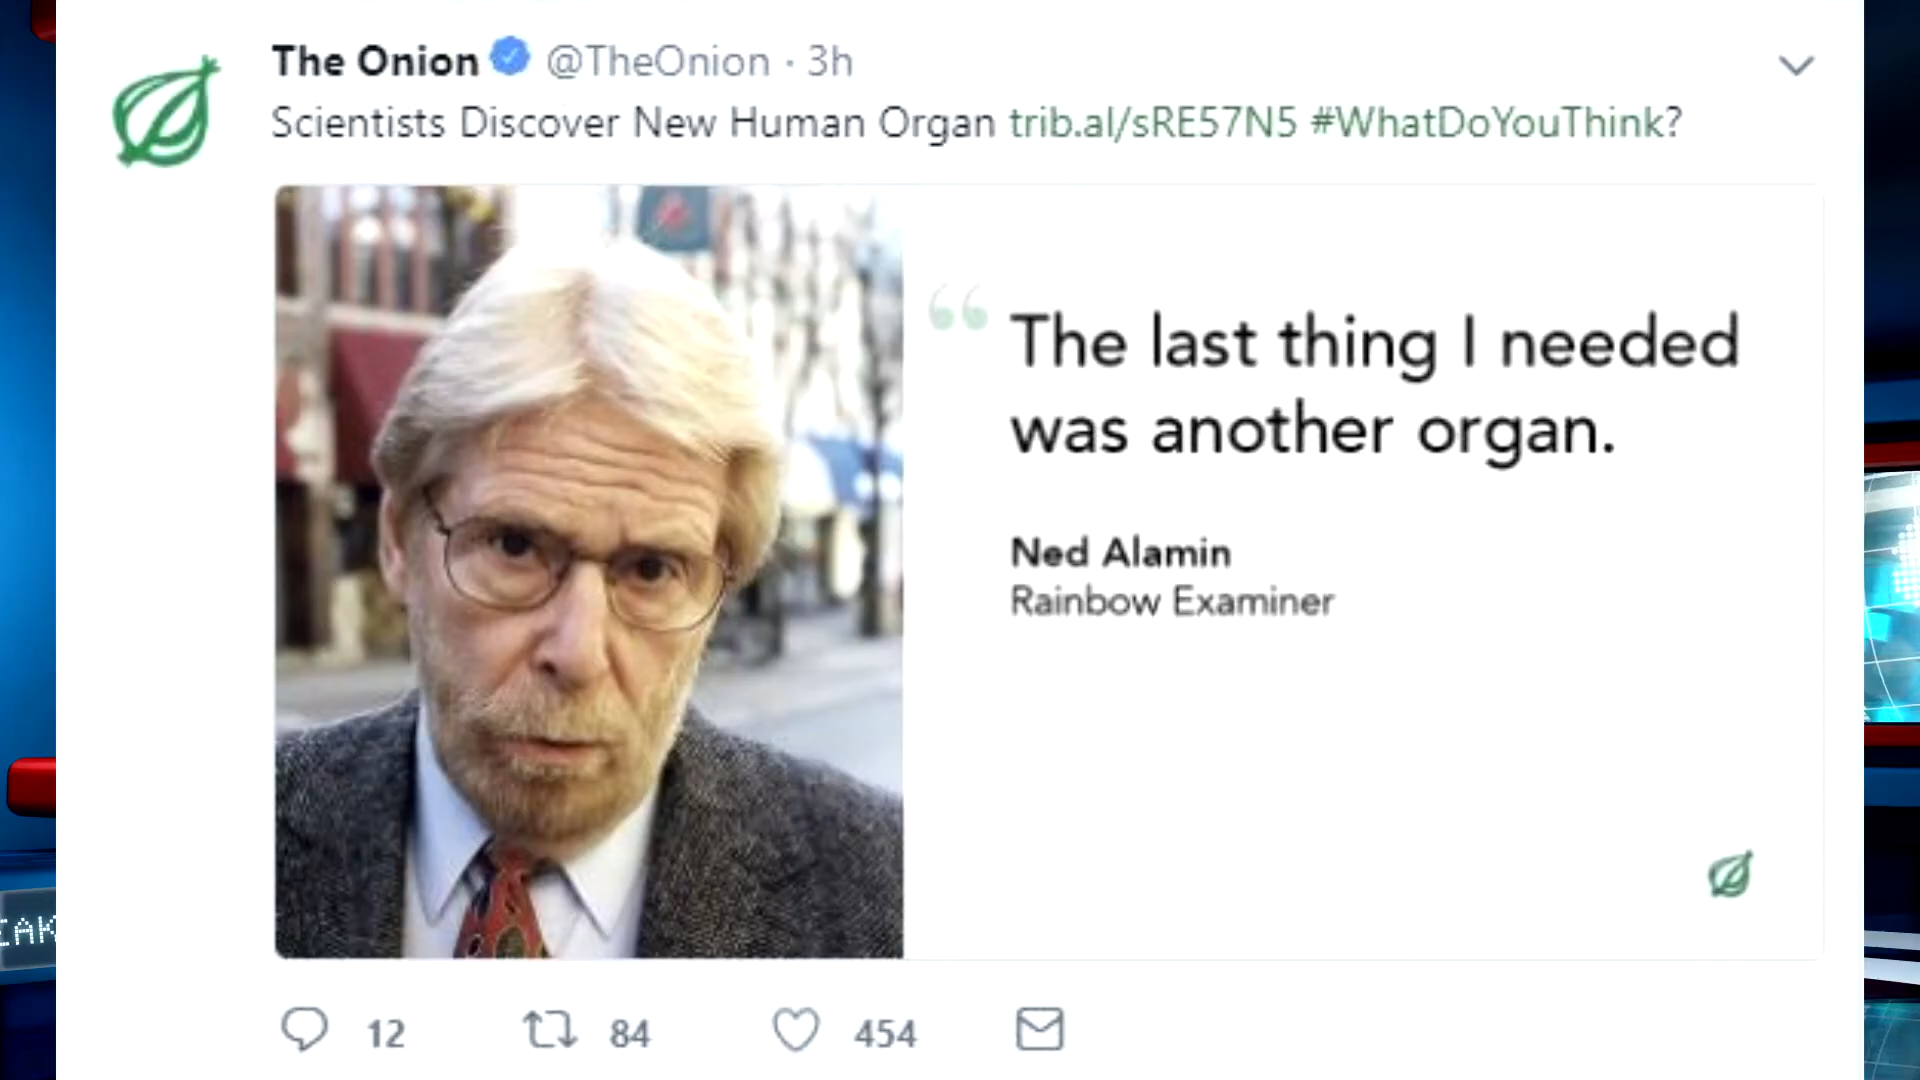 The Onion @TheOnion · 3h
Scientists Discover New Human Organ trib.al/sRE57N5 #WhatDoYouThink?
“The last thing I needed
was another organ.
Ned Alamin
Rainbow Examiner
EAK
12 84 454